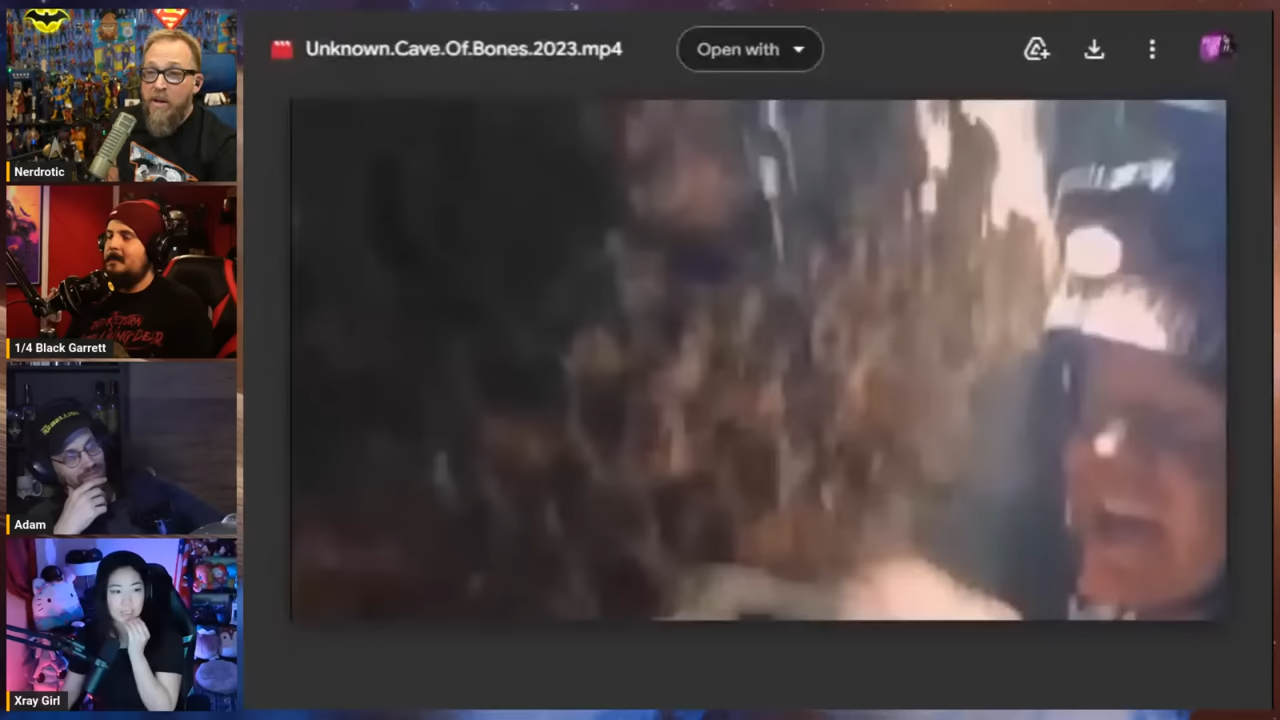 Unknown.Cave.Of.Bones.2023.mp4
Open with
Nerdrotic
1/4 Black Garrett
Adam
Xray Girl